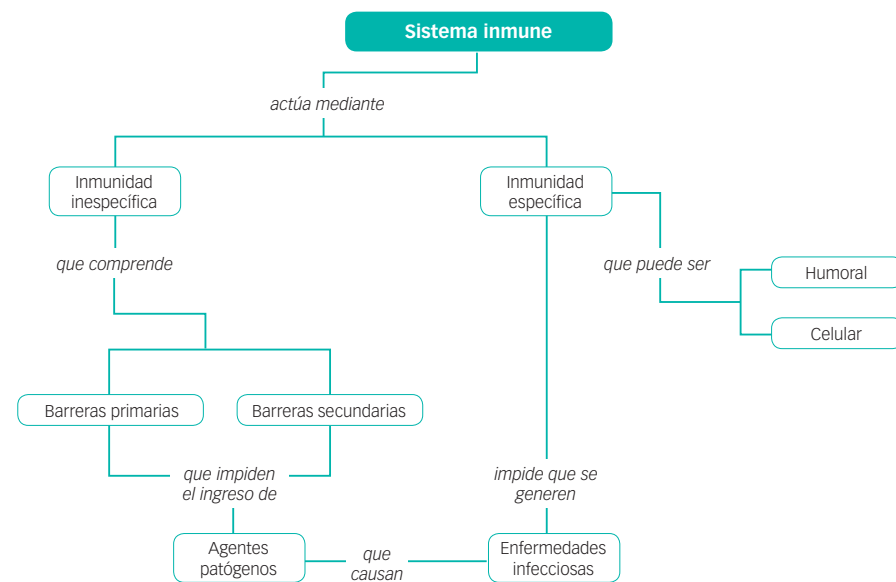 Sistema inmune
actúa mediante
Inmunidad
inespecífica
Inmunidad
específica
que comprende
que puede ser
Humoral
Celular
Barreras primarias
Barreras secundarias
que impiden
el ingreso de
impide que se
generen
Agentes
patógenos
que
causan
Enfermedades
infecciosas